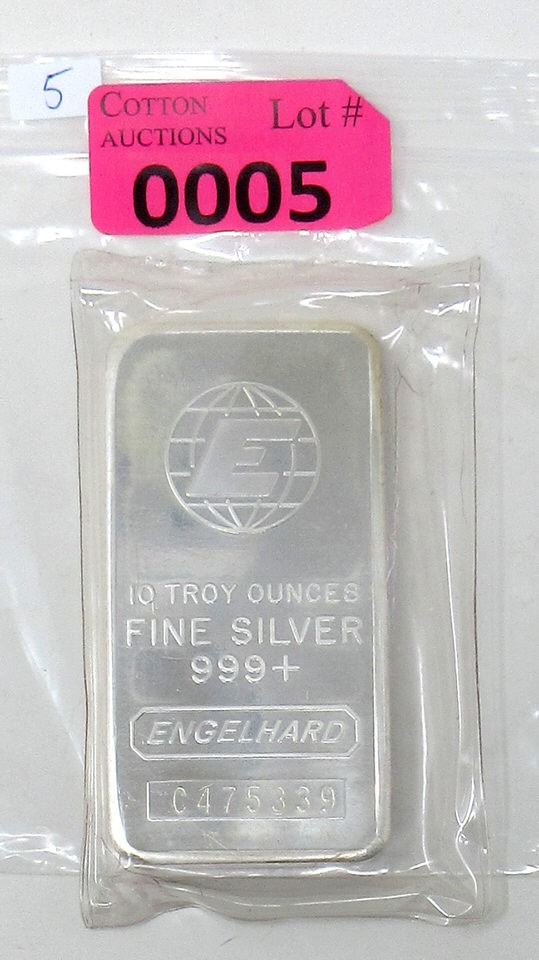 5
COTTON AUCTIONS
Lot #
0005
E
10 TROY OUNCES
FINE SILVER
999+
ENGELHARD
C475339